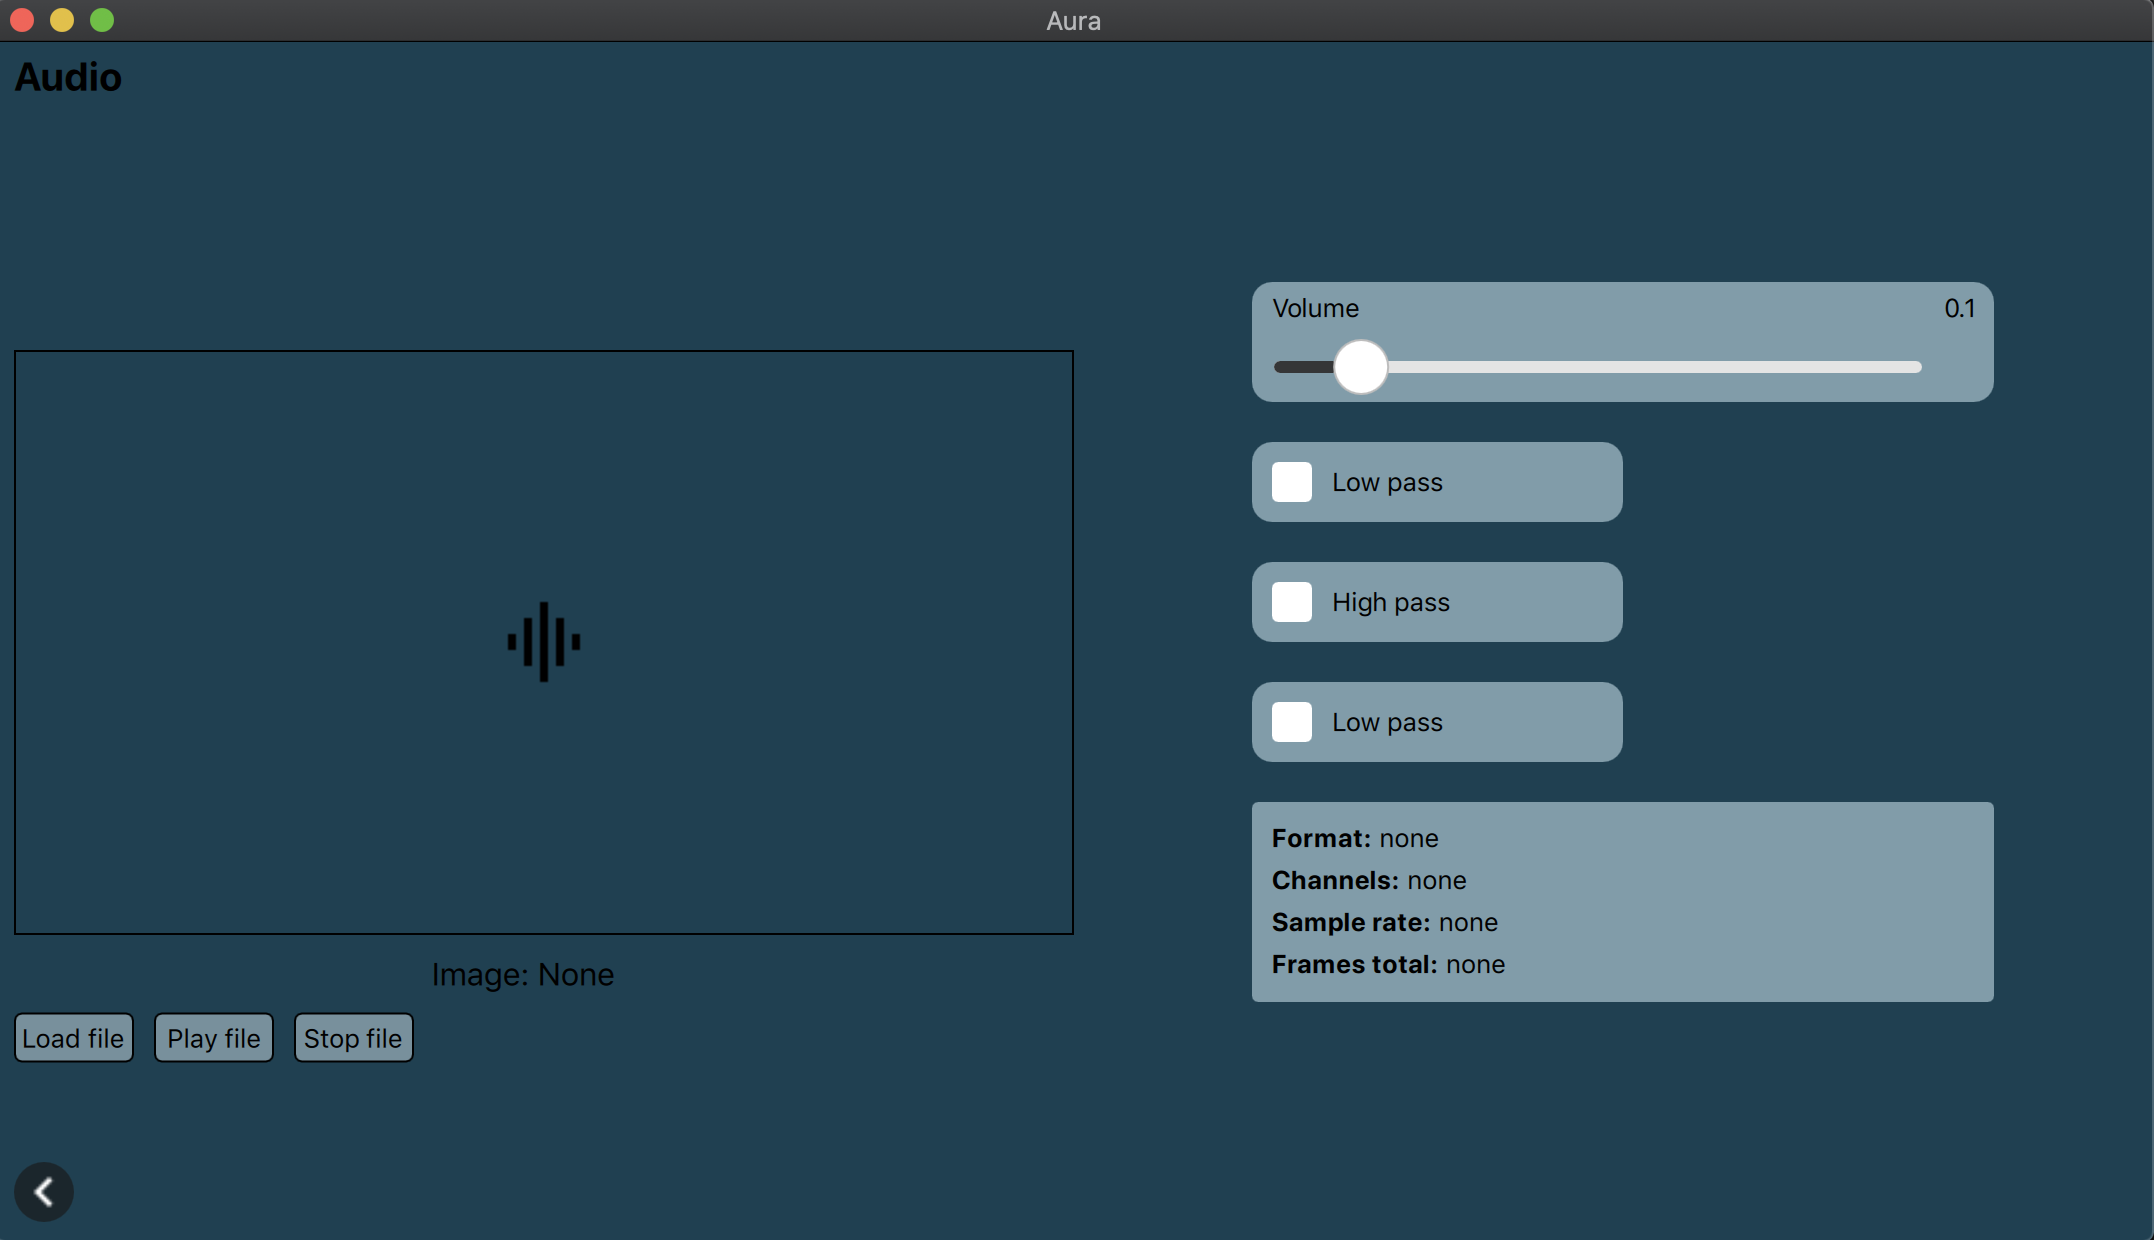 Aura
Audio
Volume 0.1
Low pass
High pass
Low pass
Format: none
Channels: none
Sample rate: none
Frames total: none
Image: None
Load file Play file Stop file